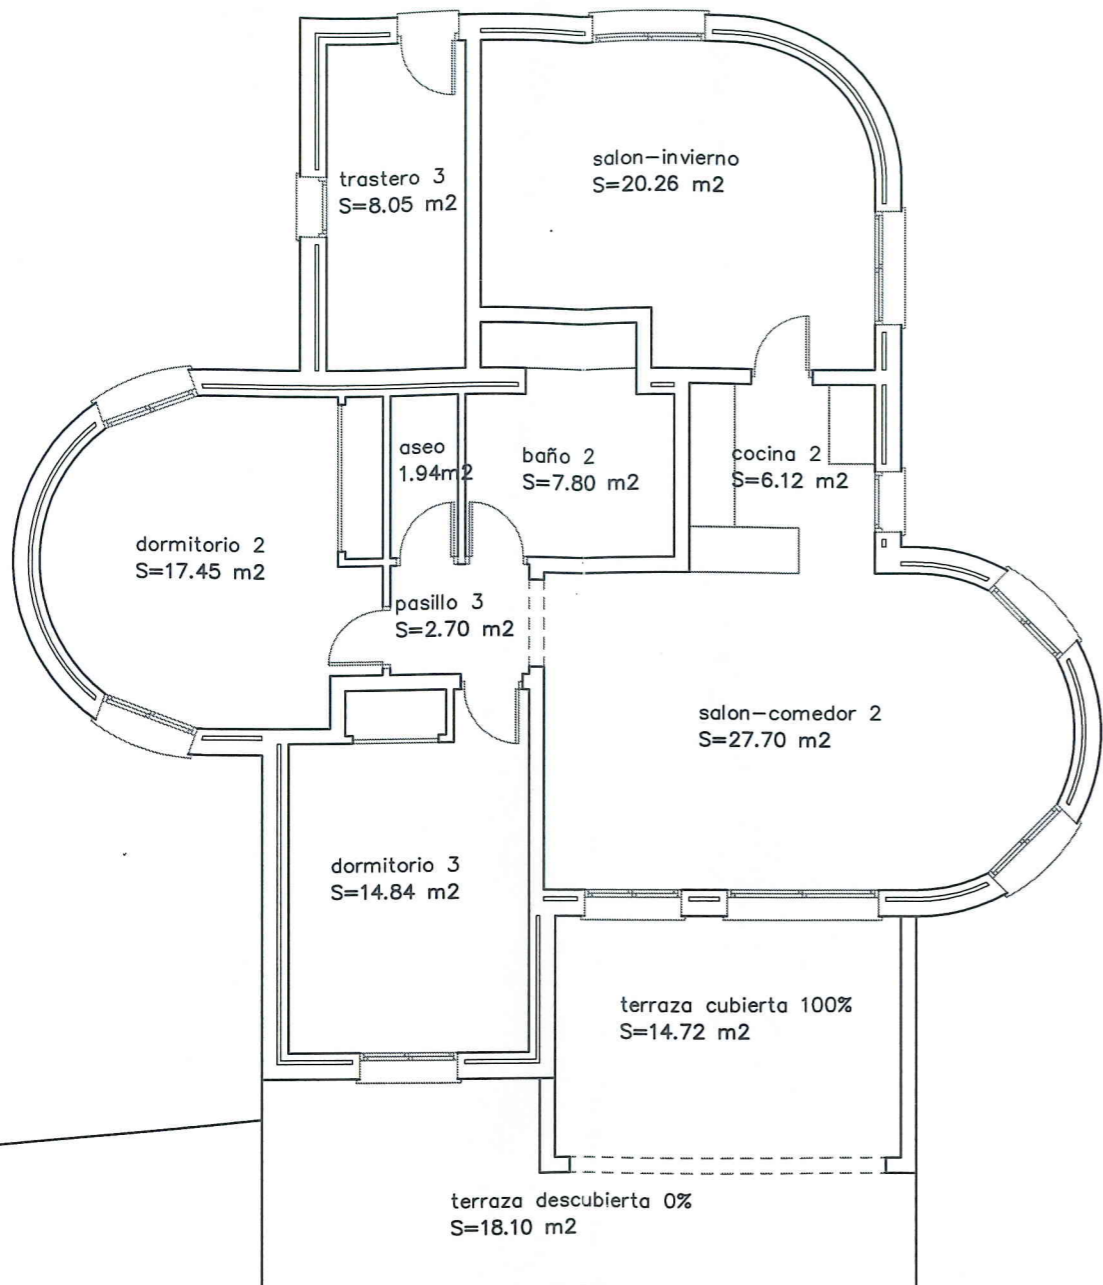 salon-invierno
S=20.26 m2
trastero 3
S=8.05 m2
aseo
1.94m2
baño 2
S=7.80 m2
cocina 2
S=6.12 m2
dormitorio 2
S=17.45 m2
pasillo 3
S=2.70 m2
salon-comedor 2
S=27.70 m2
dormitorio 3
S=14.84 m2
terraza cubierta 100%
S=14.72 m2
terraza descubierta 0%
S=18.10 m2